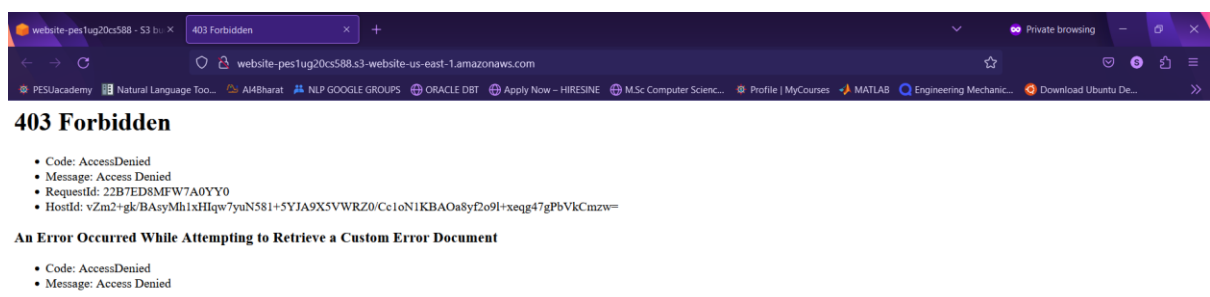 website-pes1ug20cs588 - S3 bu
403 Forbidden
Private browsing
website-pes1ug20cs588.s3-website-us-east-1.amazonaws.com
S
PESUacademy Natural Language Too... AI4Bharat NLP GOOGLE GROUPS ORACLE DBT Apply Now – HIRESINE M.Sc Computer Scienc... Profile | MyCourses MATLAB Engineering Mechanic... Download Ubuntu De...
403 Forbidden
• Code: AccessDenied
• Message: Access Denied
• RequestId: 22B7ED8MFW7A0YY0
• HostId: vZm2+gk/BAsyMh1xHIqw7yuN581+5YJA9X5VWRZ0/Cc1oN1KBAOa8yf2o9l+xeqg47gPbVkCmzw=
An Error Occurred While Attempting to Retrieve a Custom Error Document
• Code: AccessDenied
• Message: Access Denied